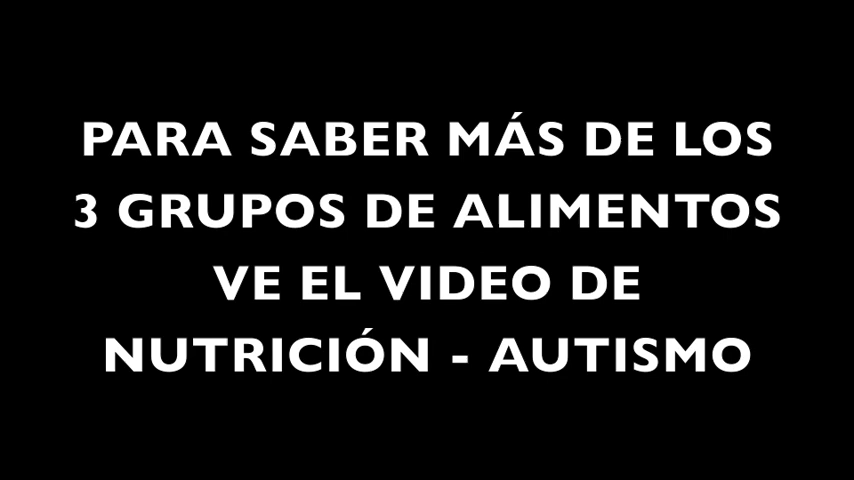 PARA SABER MÁS DE LOS
3 GRUPOS DE ALIMENTOS
VE EL VIDEO DE
NUTRICIÓN - AUTISMO